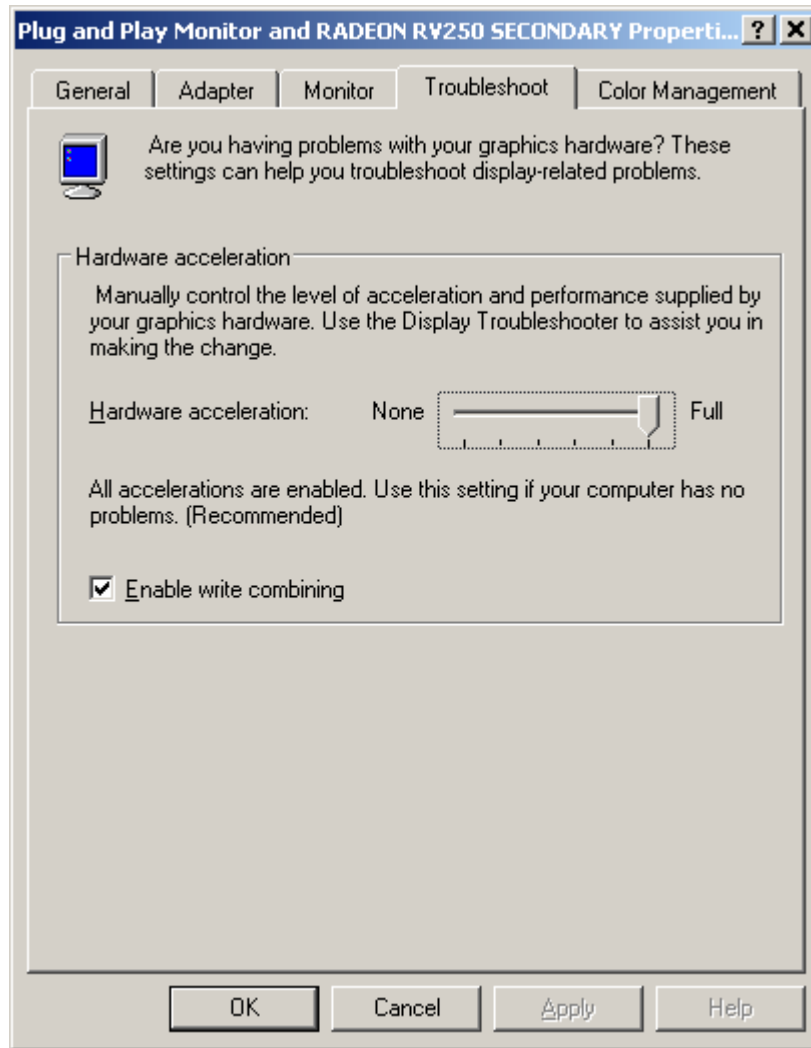 Plug and Play Monitor and RADEON RV250 SECONDARY Properti...
General Adapter Monitor Troubleshoot Color Management
Are you having problems with your graphics hardware? These
settings can help you troubleshoot display-related problems.
Hardware acceleration
Manually control the level of acceleration and performance supplied by
your graphics hardware. Use the Display Troubleshooter to assist you in
making the change.
Hardware acceleration: None Full
All accelerations are enabled. Use this setting if your computer has no
problems. (Recommended)
Enable write combining
OK Cancel Apply Help